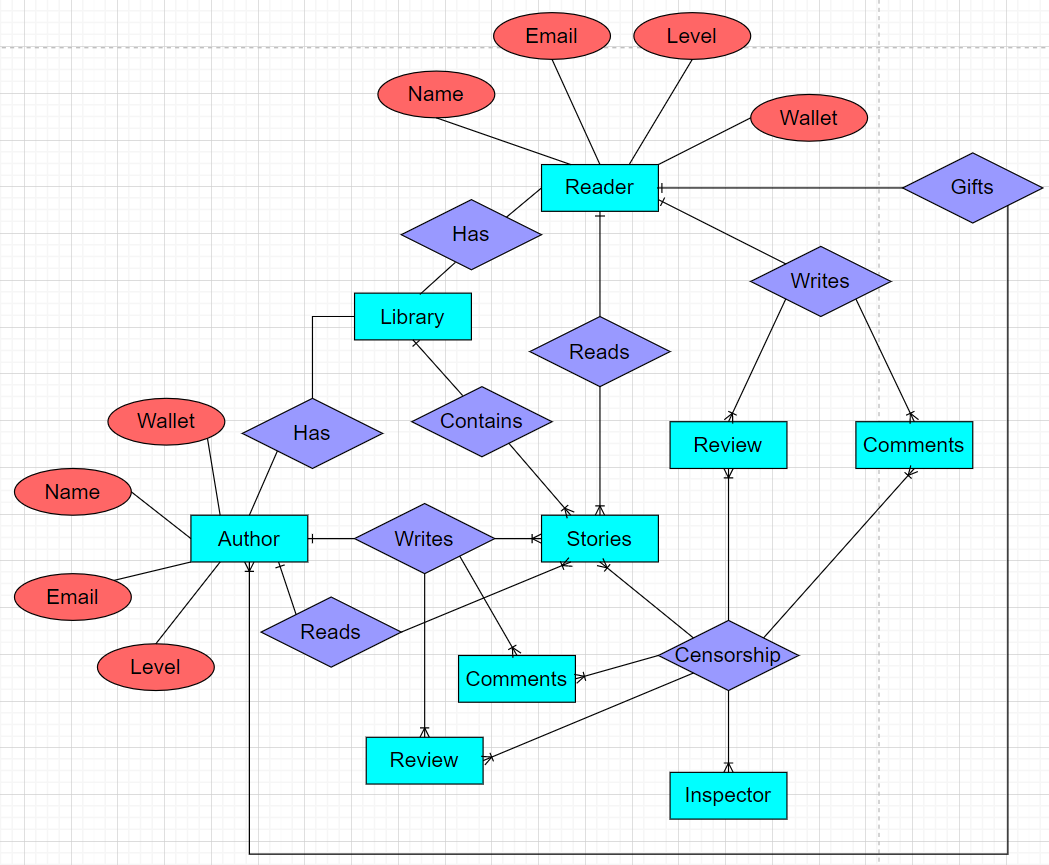 Email
Level
Name
Wallet
Reader
Gifts
Has
Writes
Library
Reads
Contains
Wallet
Has
Review
Comments
Name
Author
Writes
Stories
Email
Reads
Level
Comments
Censorship
Review
Inspector